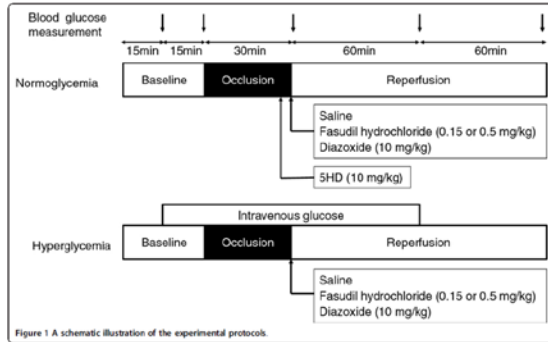 Blood glucose
measurement
15min 15min 30min 60min 60min
Normoglycemia
Baseline Occlusion Reperfusion
Saline
Fasudil hydrochloride (0.15 or 0.5 mg/kg)
Diazoxide (10 mg/kg)
5HD (10 mg/kg)
Intravenous glucose
Hyperglycemia
Baseline Occlusion Reperfusion
Saline
Fasudil hydrochloride (0.15 or 0.5 mg/kg)
Diazoxide (10 mg/kg)
Figure 1 A schematic illustration of the experimental protocols.